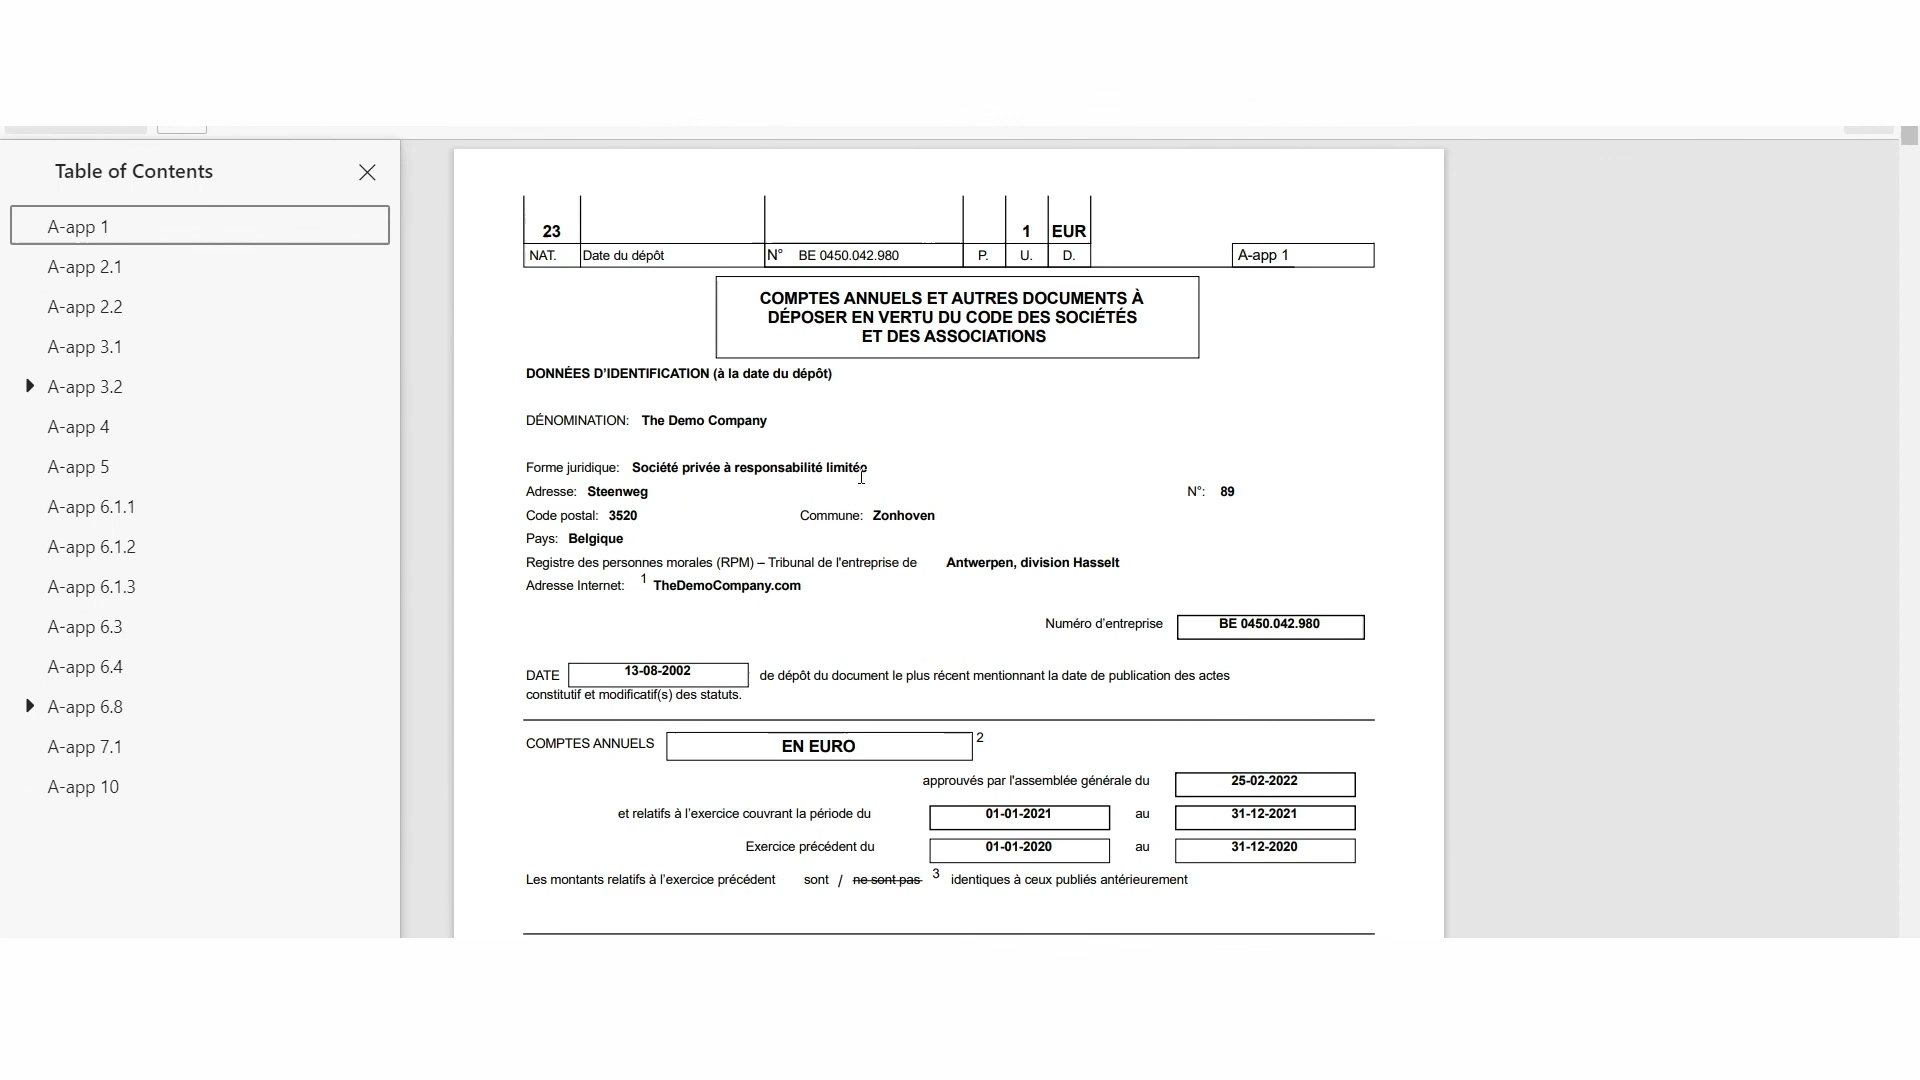 Table of Contents
A-app 1
A-app 2.1
A-app 2.2
A-app 3.1
A-app 3.2
A-app 4
A-app 5
A-app 6.1.1
A-app 6.1.2
A-app 6.1.3
A-app 6.3
A-app 6.4
A-app 6.8
A-app 7.1
A-app 10
23 1 EUR
NAT. Date du dépôt N° BE 0450.042.980 P. U. D. A-app 1
COMPTES ANNUELS ET AUTRES DOCUMENTS À
DÉPOSER EN VERTU DU CODE DES SOCIÉTÉS
ET DES ASSOCIATIONS
DONNÉES D’IDENTIFICATION (à la date du dépôt)
DÉNOMINATION: The Demo Company
Forme juridique: Société privée à responsabilité limitée
Adresse: Steenweg N°: 89
Code postal: 3520 Commune: Zonhoven
Pays: Belgique
Registre des personnes morales (RPM) – Tribunal de l'entreprise de Antwerpen, division Hasselt
Adresse Internet: 1 TheDemoCompany.com
Numéro d’entreprise BE 0450.042.980
DATE 13-08-2002 de dépôt du document le plus récent mentionnant la date de publication des actes
constitutif et modificatif(s) des statuts.
COMPTES ANNUELS EN EURO 2
approuvés par l'assemblée générale du 25-02-2022
et relatifs à l’exercice couvrant la période du 01-01-2021 au 31-12-2021
Exercice précédent du 01-01-2020 au 31-12-2020
Les montants relatifs à l’exercice précédent sont / ne sont pas 3 identiques à ceux publiés antérieurement